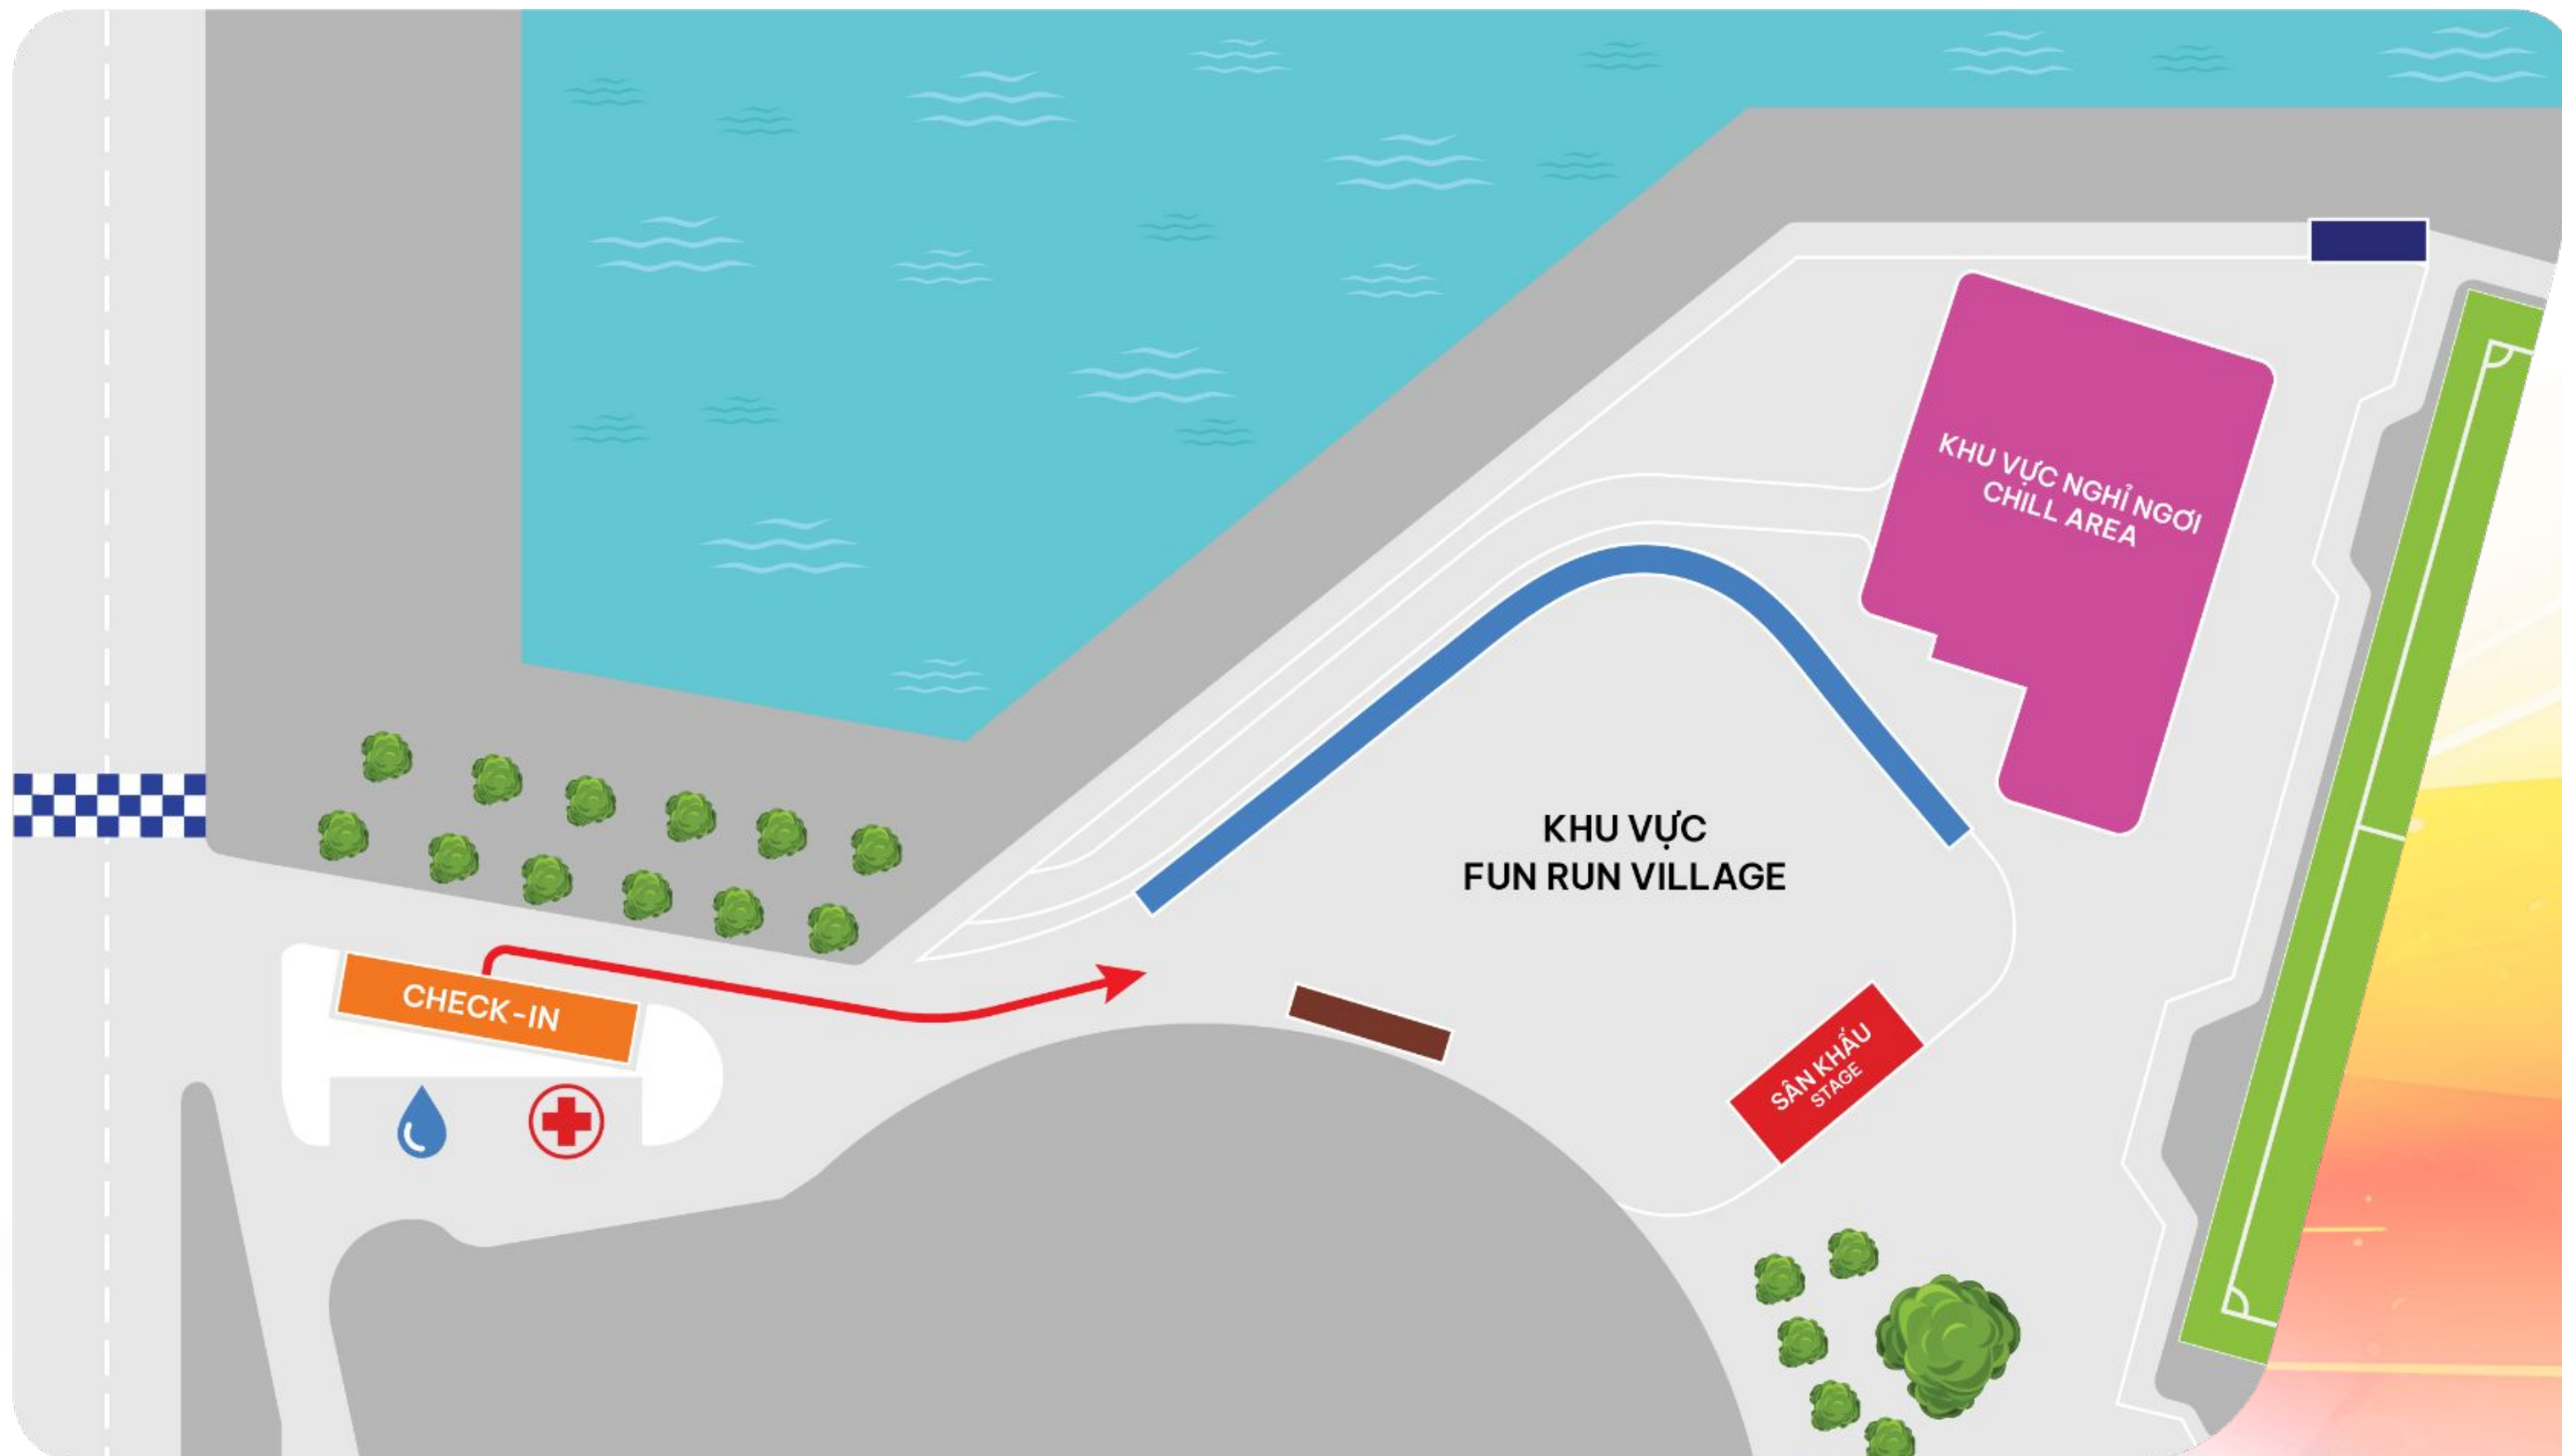 KHU VỰC NGHỈ NGƠI
CHILL AREA
KHU VỰC
FUN RUN VILLAGE
CHECK-IN
SÂN KHẤU
STAGE